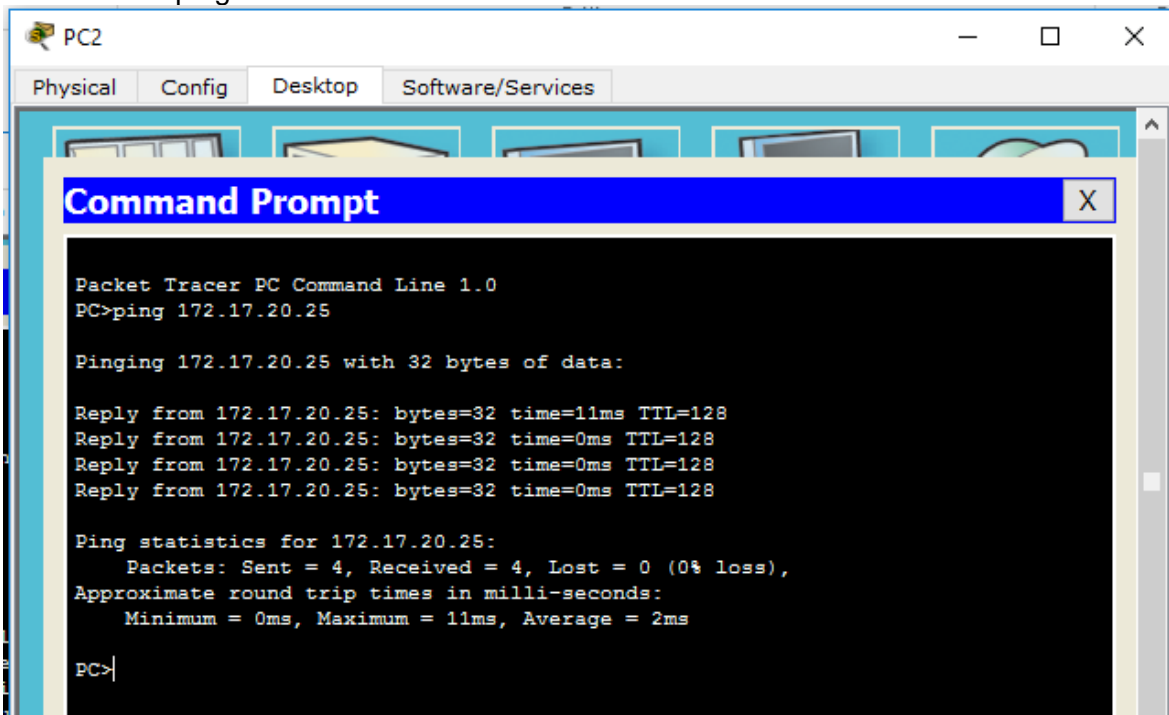 PC2
Physical Config Desktop Software/Services
Command Prompt X
Packet Tracer PC Command Line 1.0
PC>ping 172.17.20.25
Pinging 172.17.20.25 with 32 bytes of data:
Reply from 172.17.20.25: bytes=32 time=11ms TTL=128
Reply from 172.17.20.25: bytes=32 time=0ms TTL=128
Reply from 172.17.20.25: bytes=32 time=0ms TTL=128
Reply from 172.17.20.25: bytes=32 time=0ms TTL=128
Ping statistics for 172.17.20.25:
Packets: Sent = 4, Received = 4, Lost = 0 (0% loss),
Approximate round trip times in milli-seconds:
Minimum = 0ms, Maximum = 11ms, Average = 2ms
PC>